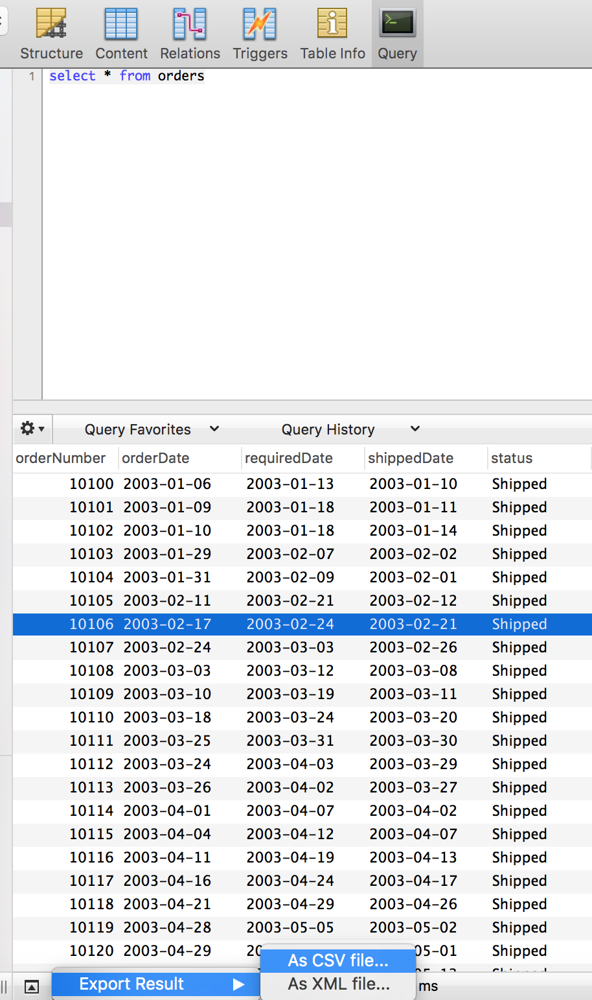 Structure Content Relations Triggers Table Info Query
1 select * from orders
Query Favorites Query History
orderNumber orderDate requiredDate shippedDate status
10100 2003-01-06 2003-01-13 2003-01-10 Shipped
10101 2003-01-09 2003-01-18 2003-01-11 Shipped
10102 2003-01-10 2003-01-18 2003-01-14 Shipped
10103 2003-01-29 2003-02-07 2003-02-02 Shipped
10104 2003-01-31 2003-02-09 2003-02-01 Shipped
10105 2003-02-11 2003-02-21 2003-02-12 Shipped
10106 2003-02-17 2003-02-24 2003-02-21 Shipped
10107 2003-02-24 2003-03-03 2003-02-26 Shipped
10108 2003-03-03 2003-03-12 2003-03-08 Shipped
10109 2003-03-10 2003-03-19 2003-03-11 Shipped
10110 2003-03-18 2003-03-24 2003-03-20 Shipped
10111 2003-03-25 2003-03-31 2003-03-30 Shipped
10112 2003-03-24 2003-04-03 2003-03-29 Shipped
10113 2003-03-26 2003-04-02 2003-03-27 Shipped
10114 2003-04-01 2003-04-07 2003-04-02 Shipped
10115 2003-04-04 2003-04-12 2003-04-07 Shipped
10116 2003-04-11 2003-04-19 2003-04-13 Shipped
10117 2003-04-16 2003-04-24 2003-04-17 Shipped
10118 2003-04-21 2003-04-29 2003-04-26 Shipped
10119 2003-04-28 2003-05-05 2003-05-02 Shipped
10120 2003-04-29 20 05-01 Shipped
As CSV file...
Export Result As XML file... ms